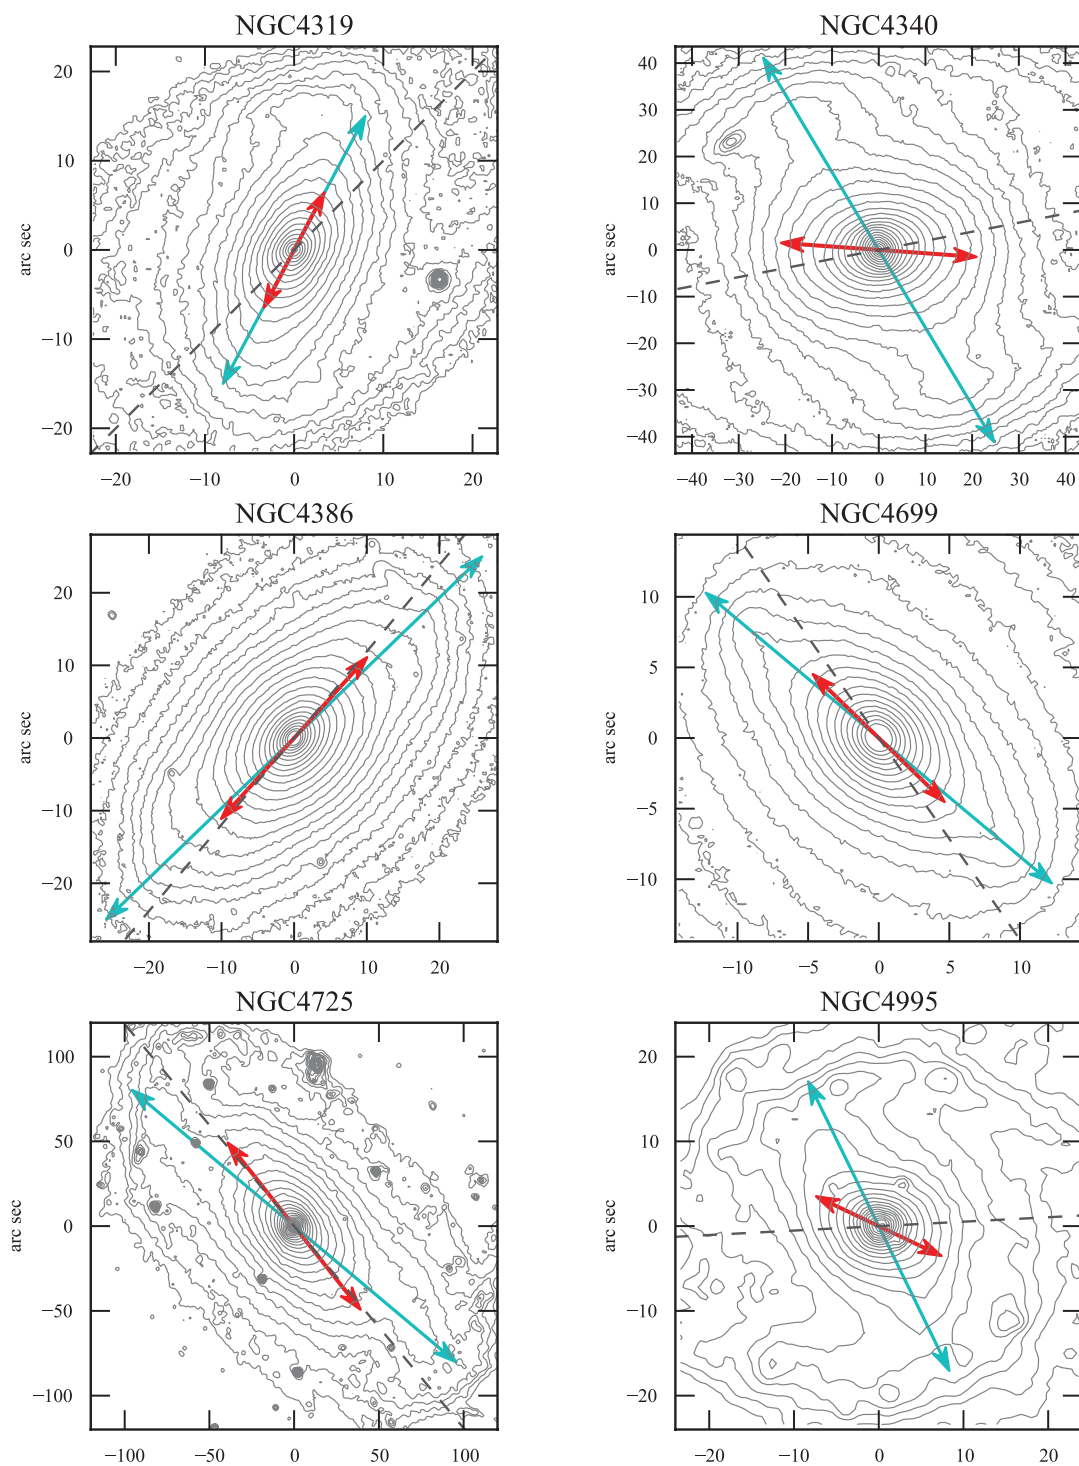 NGC4319 NGC4340
20 40
10 30
0 20
−10 10
−20 0
arc sec −10
−20 −10 0 10 20 −20
−30
−40
arc sec
−40 −30 −20 −10 0 10 20 30 40
NGC4386 NGC4699
20 10
10 5
0 0
−10 −5
−20 −10
arc sec arc sec
−20 −10 0 10 20 −10 −5 0 5 10
NGC4725 NGC4995
100 20
50 10
0 0
−50 −10
−100 −20
arc sec arc sec
−100 −50 0 50 100 −20 −10 0 10 20